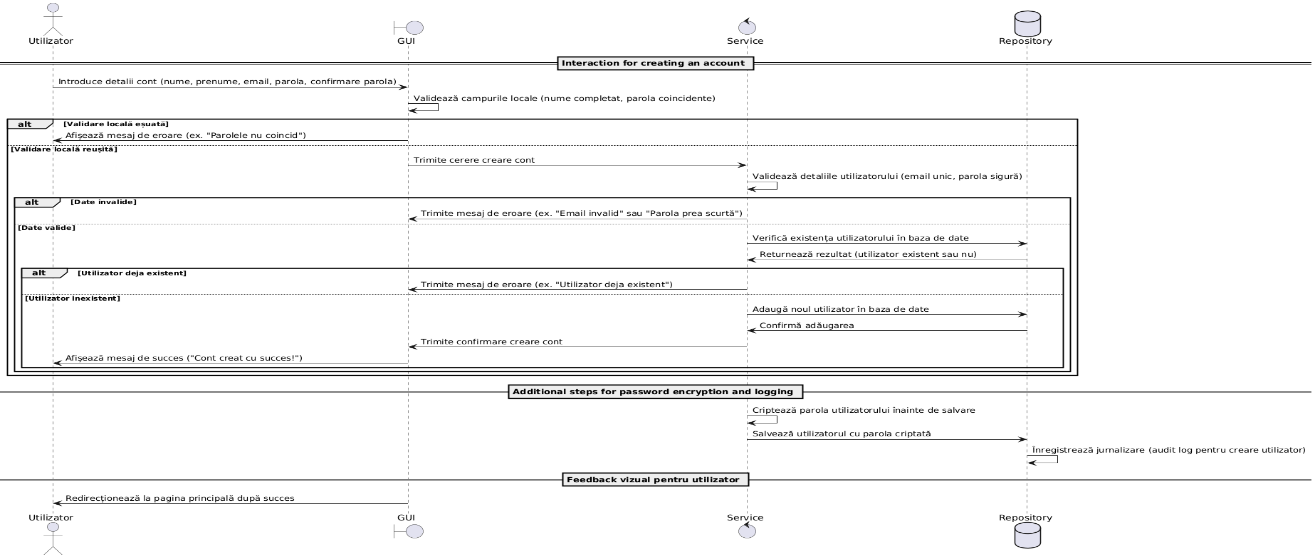 Utilizator GUI Service Repository
Interaction for creating an account
Introduce detalii cont (nume, prenume, email, parola, confirmare parola)
Validează campurile locale (nume completat, parola coincidente)
alt [Validare locală eșuată]
Afișează mesaj de eroare (ex. "Parolele nu coincid")
[Validare locală reușită]
Trimite cerere creare cont
Validează detaliile utilizatorului (email unic, parola sigură)
alt [Date invalide]
Trimite mesaj de eroare (ex. "Email invalid" sau "Parola prea scurtă")
[Date valide]
Verifică existența utilizatorului în baza de date
Returnează rezultat (utilizator existent sau nu)
alt [Utilizator deja existent]
Trimite mesaj de eroare (ex. "Utilizator deja existent")
[Utilizator inexistent]
Adaugă noul utilizator în baza de date
Confirmă adăugarea
Trimite confirmare creare cont
Afișează mesaj de succes ("Cont creat cu succes!")
Additional steps for password encryption and logging
Criptează parola utilizatorului înainte de salvare
Salvează utilizatorul cu parola criptată
Înregistrează jurnalizare (audit log pentru creare utilizator)
Feedback vizual pentru utilizator
Redirecționează la pagina principală după succes
Utilizator GUI Service Repository